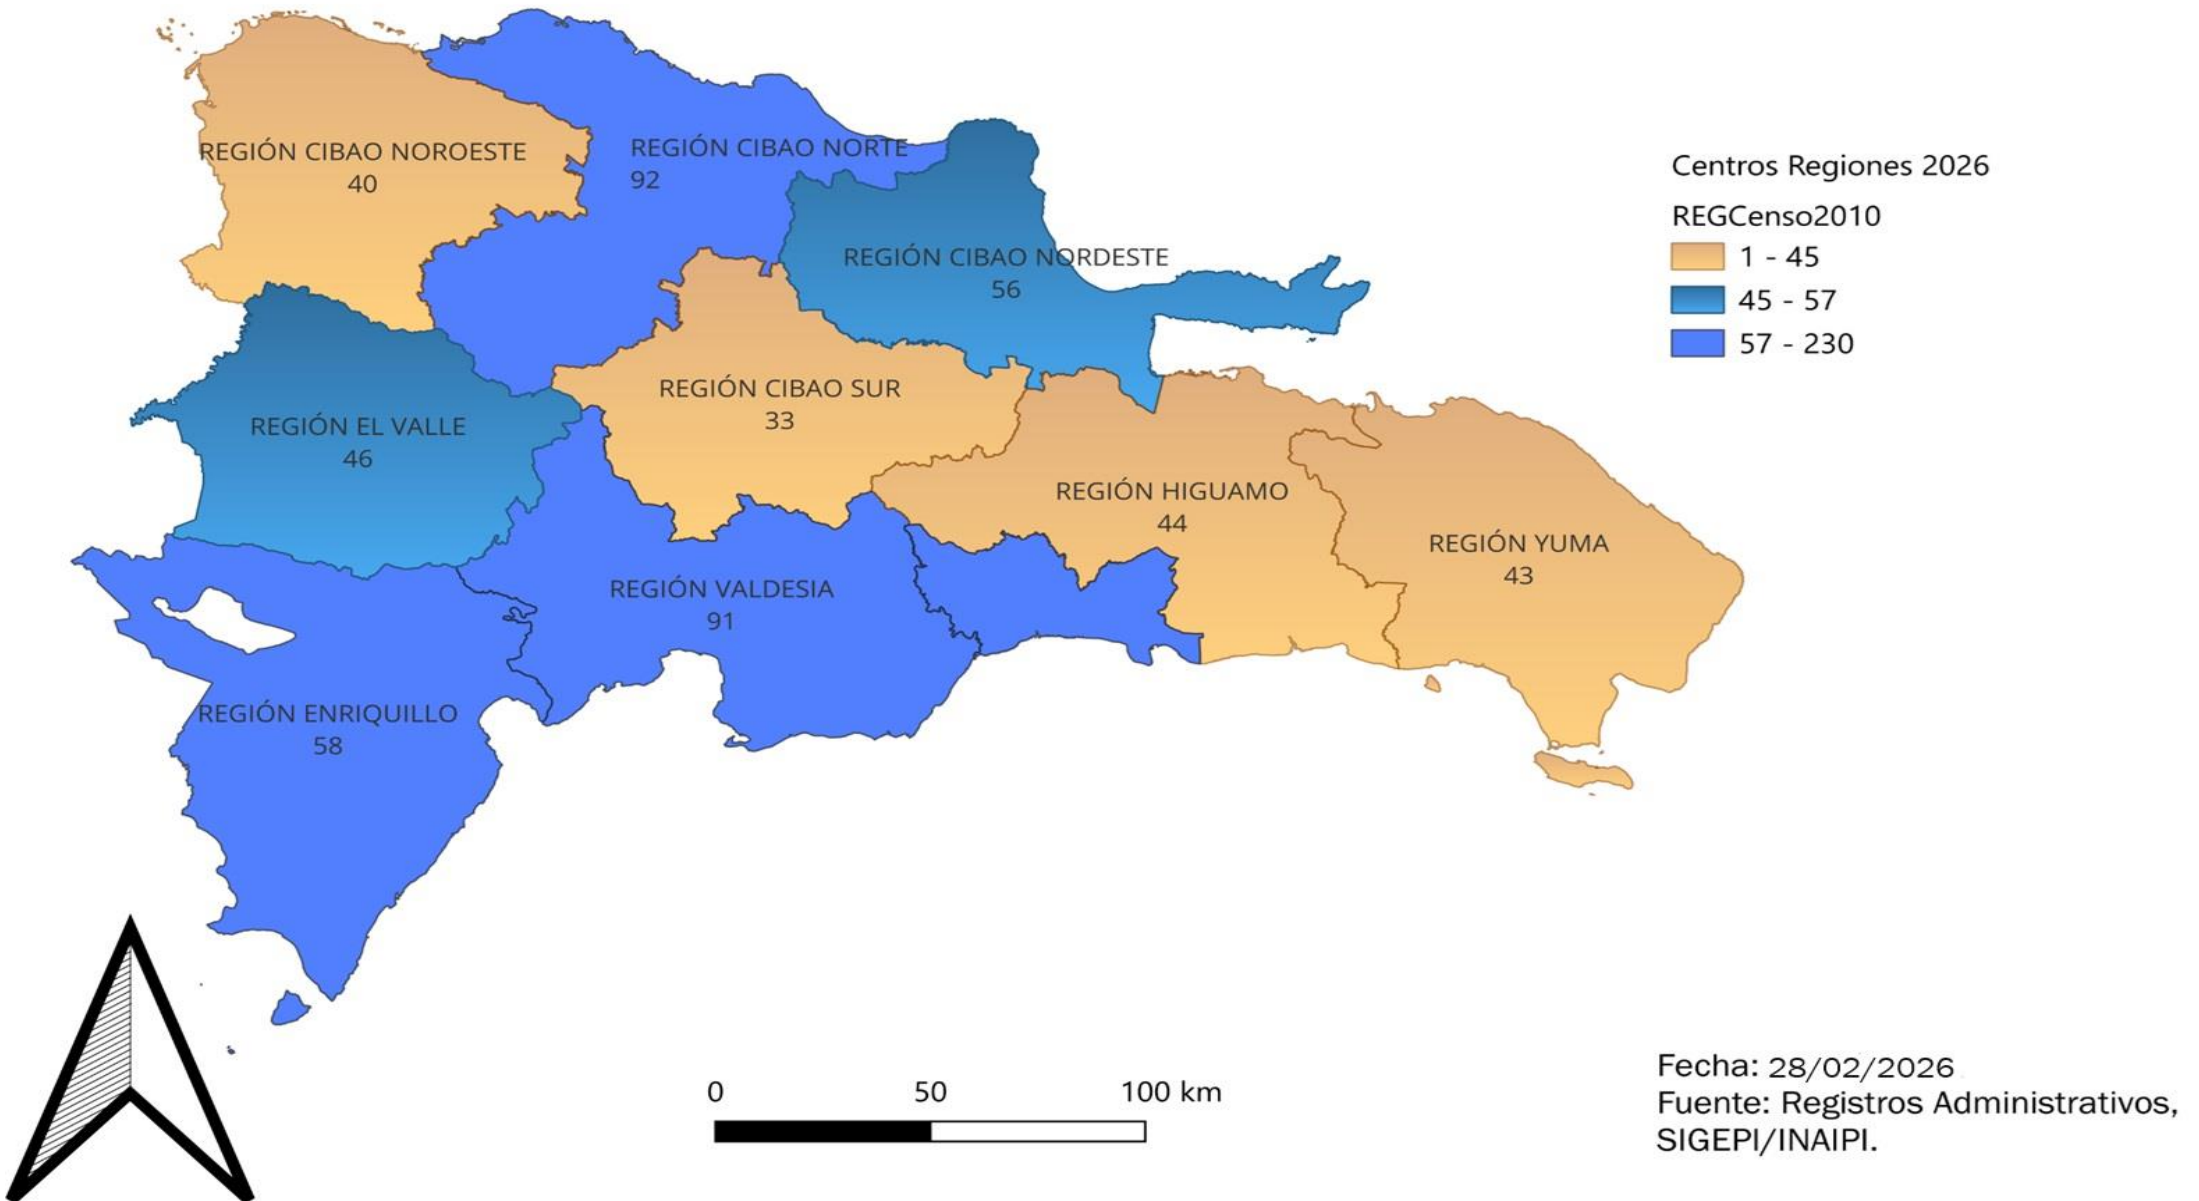 REGIÓN CIBAO NOROESTE
40
REGIÓN CIBAO NORTE
92
REGIÓN CIBAO NORDESTE
56
REGIÓN CIBAO SUR
33
REGIÓN EL VALLE
46
REGIÓN HIGUAMO
44
REGIÓN YUMA
43
REGIÓN VALDESIA
91
REGIÓN ENRIQUILLO
58
Centros Regiones 2026
REGCenso2010
1 - 45
45 - 57
57 - 230
0 50 100 km
Fecha: 28/02/2026
Fuente: Registros Administrativos,
SIGEPI/INAIPI.